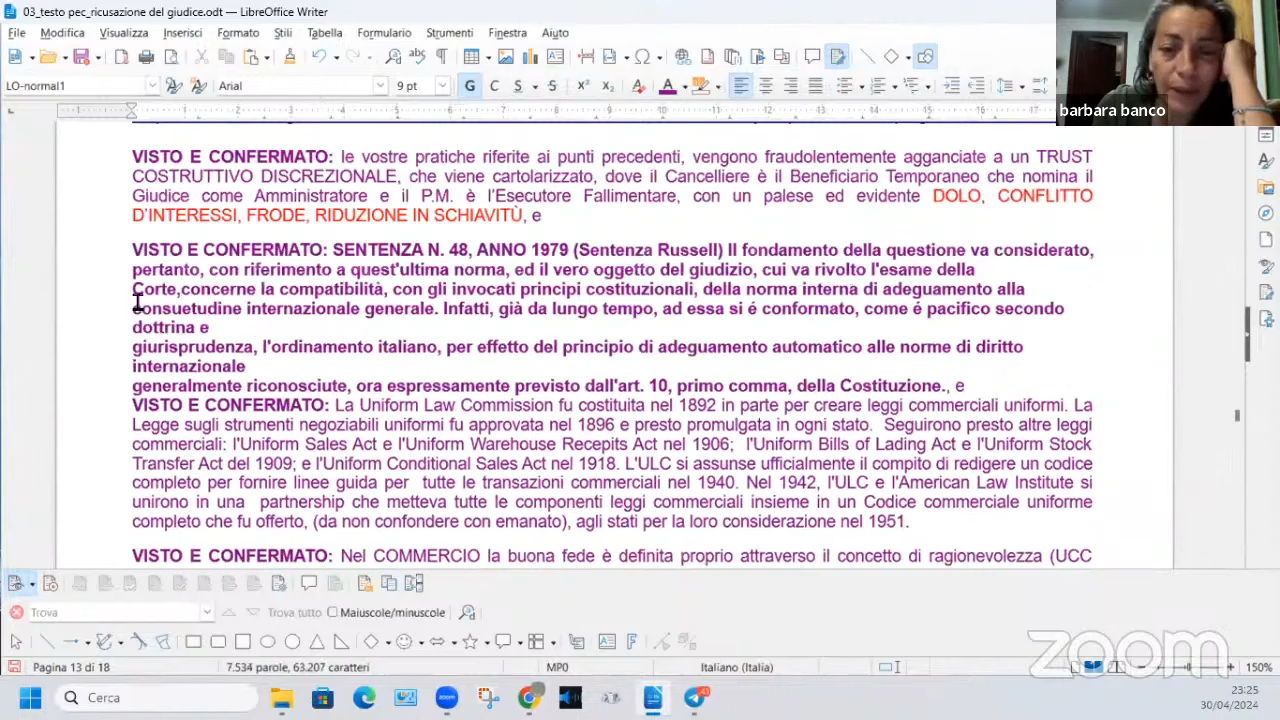 03_testo pec_ricusazione del giudice.odt — LibreOffice Writer
File Modifica Visualizza Inserisci Formato Stili Tabella Formulario Strumenti Finestra Aiuto
barbara banco
LO-normal1 Arial 9 pt
VISTO E CONFERMATO: le vostre pratiche riferite ai punti precedenti, vengono fraudolentemente agganciate a un TRUST
COSTRUTTIVO DISCREZIONALE, che viene cartolarizzato, dove il Cancelliere è il Beneficiario Temporaneo che nomina il
Giudice come Amministratore e il P.M. è l'Esecutore Fallimentare, con un palese ed evidente DOLO, CONFLITTO
D'INTERESSI, FRODE, RIDUZIONE IN SCHIAVITÙ, e
VISTO E CONFERMATO: SENTENZA N. 48, ANNO 1979 (Sentenza Russell) Il fondamento della questione va considerato,
pertanto, con riferimento a quest'ultima norma, ed il vero oggetto del giudizio, cui va rivolto l'esame della
Corte,concerne la compatibilità, con gli invocati principi costituzionali, della norma interna di adeguamento alla
consuetudine internazionale generale. Infatti, già da lungo tempo, ad essa si é conformato, come é pacifico secondo
dottrina e
giurisprudenza, l'ordinamento italiano, per effetto del principio di adeguamento automatico alle norme di diritto
internazionale
generalmente riconosciute, ora espressamente previsto dall'art. 10, primo comma, della Costituzione., e
VISTO E CONFERMATO: La Uniform Law Commission fu costituita nel 1892 in parte per creare leggi commerciali uniformi. La
Legge sugli strumenti negoziabili uniformi fu approvata nel 1896 e presto promulgata in ogni stato. Seguirono presto altre leggi
commerciali: l'Uniform Sales Act e l'Uniform Warehouse Recepits Act nel 1906; l'Uniform Bills of Lading Act e l'Uniform Stock
Transfer Act del 1909; e l'Uniform Conditional Sales Act nel 1918. L'ULC si assunse ufficialmente il compito di redigere un codice
completo per fornire linee guida per tutte le transazioni commerciali nel 1940. Nel 1942, l'ULC e l'American Law Institute si
unirono in una partnership che metteva tutte le componenti leggi commerciali insieme in un Codice commerciale uniforme
completo che fu offerto, (da non confondere con emanato), agli stati per la loro considerazione nel 1951.
VISTO E CONFERMATO: Nel COMMERCIO la buona fede è definita proprio attraverso il concetto di ragionevolezza (UCC
Trova Trova tutto Maiuscole/minuscole
zoom
Pagina 13 di 18 7.534 parole, 63.207 caratteri MP0 Italiano (Italia) 150%
Cerca
23:25
30/04/2024